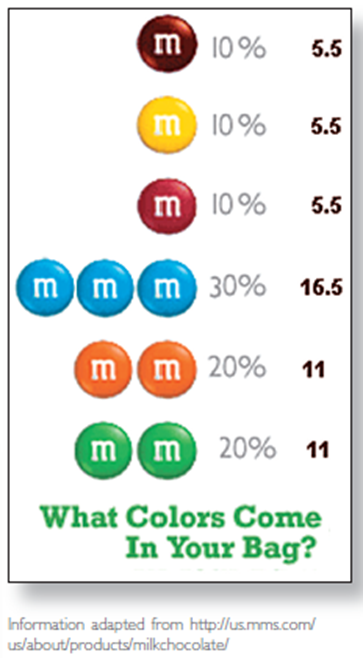 m 10% 5.5
m 10% 5.5
m 10% 5.5
m m m 30% 16.5
m m 20% 11
m m 20% 11
What Colors Come
In Your Bag?
Information adapted from http://us.mms.com/
us/about/products/milkchocolate/